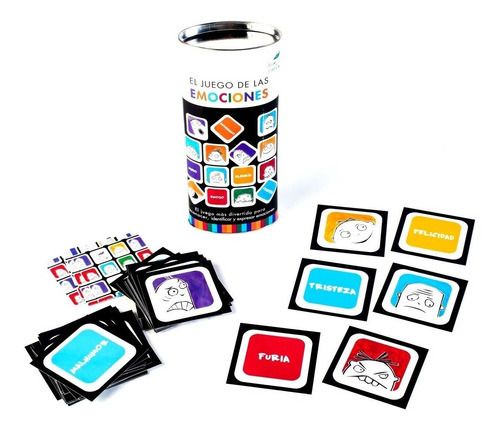 EL JUEGO DE LAS
EMOCIONES
El juego más divertido para
identificar y expresar
FELICIDAD
TRISTEZA
FURIA